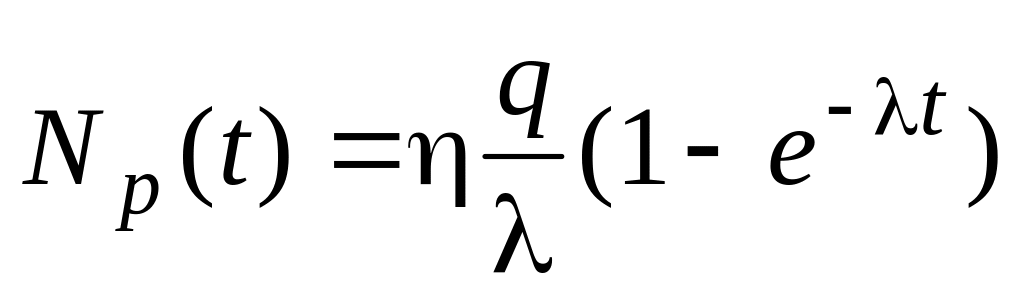 N_p(t) = η q/λ (1 - e^{- λt})